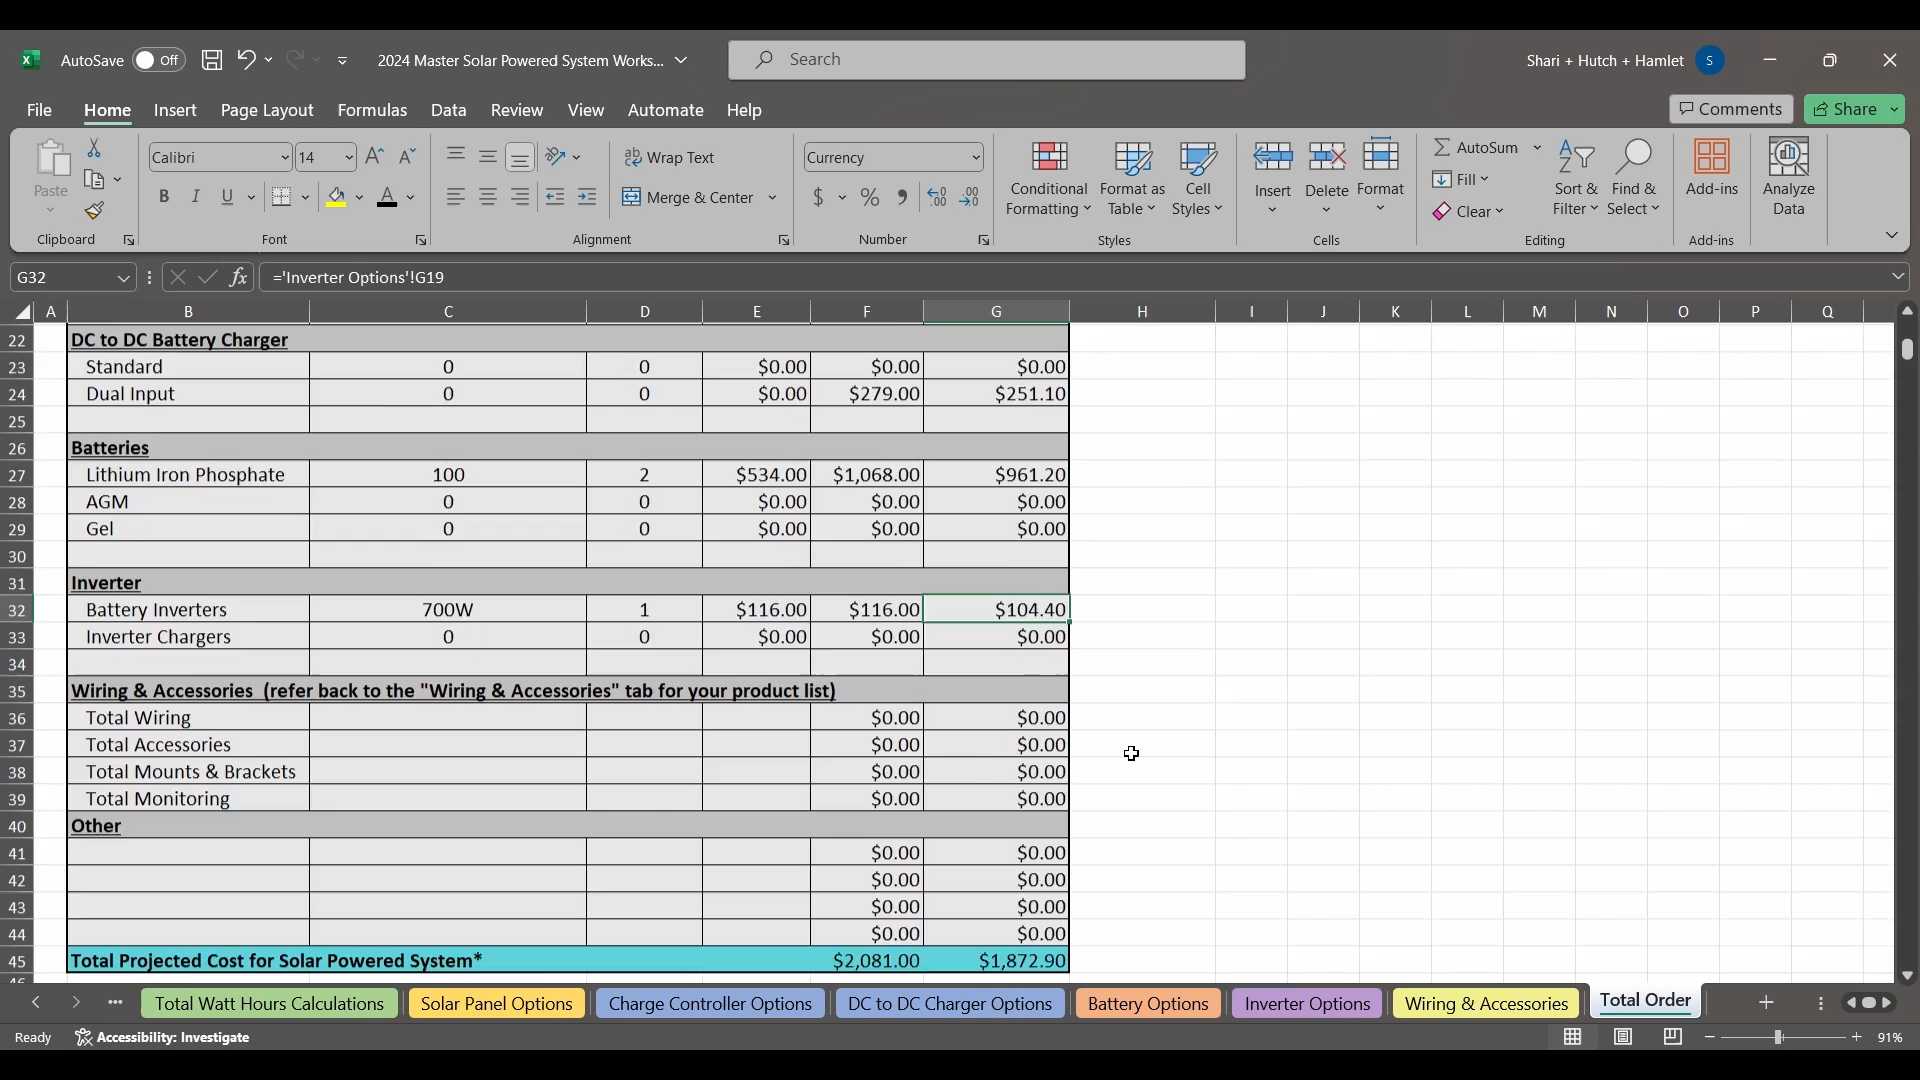 AutoSave Off 2024 Master Solar Powered System Works... Search Shari + Hutch + Hamlet S
File Home Insert Page Layout Formulas Data Review View Automate Help Comments Share
Paste Calibri 14 Wrap Text Currency Conditional Formatting Format as Table Cell Styles Insert Delete Format AutoSum Sort & Filter Find & Select Add-ins Analyze Data
B I U Merge & Center $ % Fill Clear
Clipboard Font Alignment Number Styles Cells Editing Add-ins
G32 fx ='Inverter Options'!G19
A B C D E F G H I J K L M N O P Q
22 DC to DC Battery Charger
23 Standard 0 0 $0.00 $0.00 $0.00
24 Dual Input 0 0 $0.00 $279.00 $251.10
25
26 Batteries
27 Lithium Iron Phosphate 100 2 $534.00 $1,068.00 $961.20
28 AGM 0 0 $0.00 $0.00 $0.00
29 Gel 0 0 $0.00 $0.00 $0.00
30
31 Inverter
32 Battery Inverters 700W 1 $116.00 $116.00 $104.40
33 Inverter Chargers 0 0 $0.00 $0.00 $0.00
34
35 Wiring & Accessories (refer back to the "Wiring & Accessories" tab for your product list)
36 Total Wiring $0.00 $0.00
37 Total Accessories $0.00 $0.00
38 Total Mounts & Brackets $0.00 $0.00
39 Total Monitoring $0.00 $0.00
40 Other
41 $0.00 $0.00
42 $0.00 $0.00
43 $0.00 $0.00
44 $0.00 $0.00
45 Total Projected Cost for Solar Powered System* $2,081.00 $1,872.90
Total Watt Hours Calculations Solar Panel Options Charge Controller Options DC to DC Charger Options Battery Options Inverter Options Wiring & Accessories Total Order
Ready Accessibility: Investigate 91%